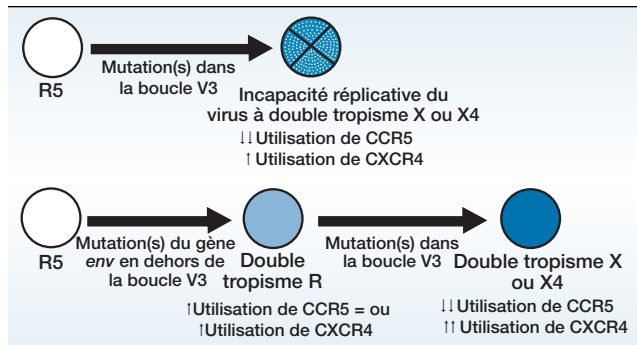 R5
Mutation(s) dans
la boucle V3
Incapacité réplicative du
virus à double tropisme X ou X4
↓↓Utilisation de CCR5
↑ Utilisation de CXCR4
R5
Mutation(s) du gène
env en dehors de
la boucle V3
Double
tropisme R
↑Utilisation de CCR5 = ou
↑Utilisation de CXCR4
Mutation(s) dans
la boucle V3
Double tropisme X
ou X4
↓↓Utilisation de CCR5
↑↑ Utilisation de CXCR4